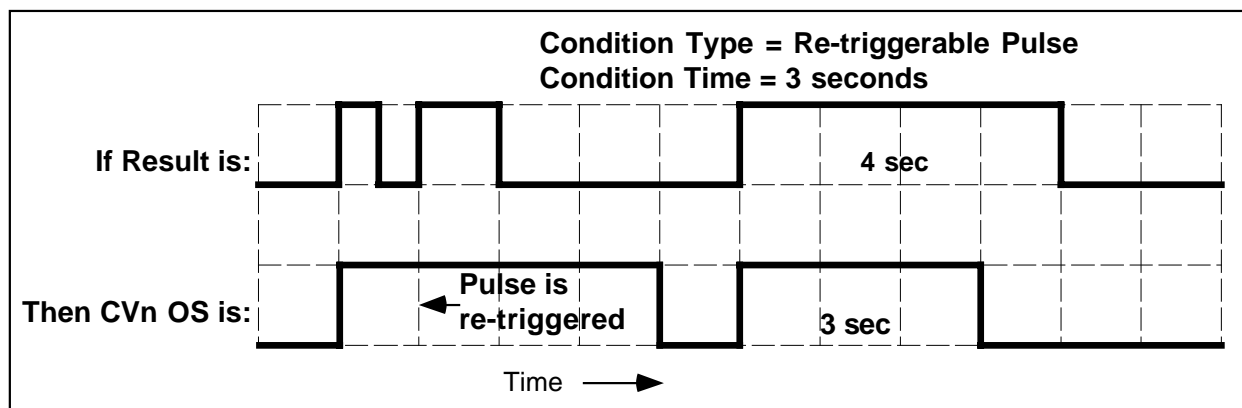 Condition Type = Re-triggerable Pulse
Condition Time = 3 seconds
If Result is:
4 sec
Then CVn OS is:
Pulse is
re-triggered
3 sec
Time